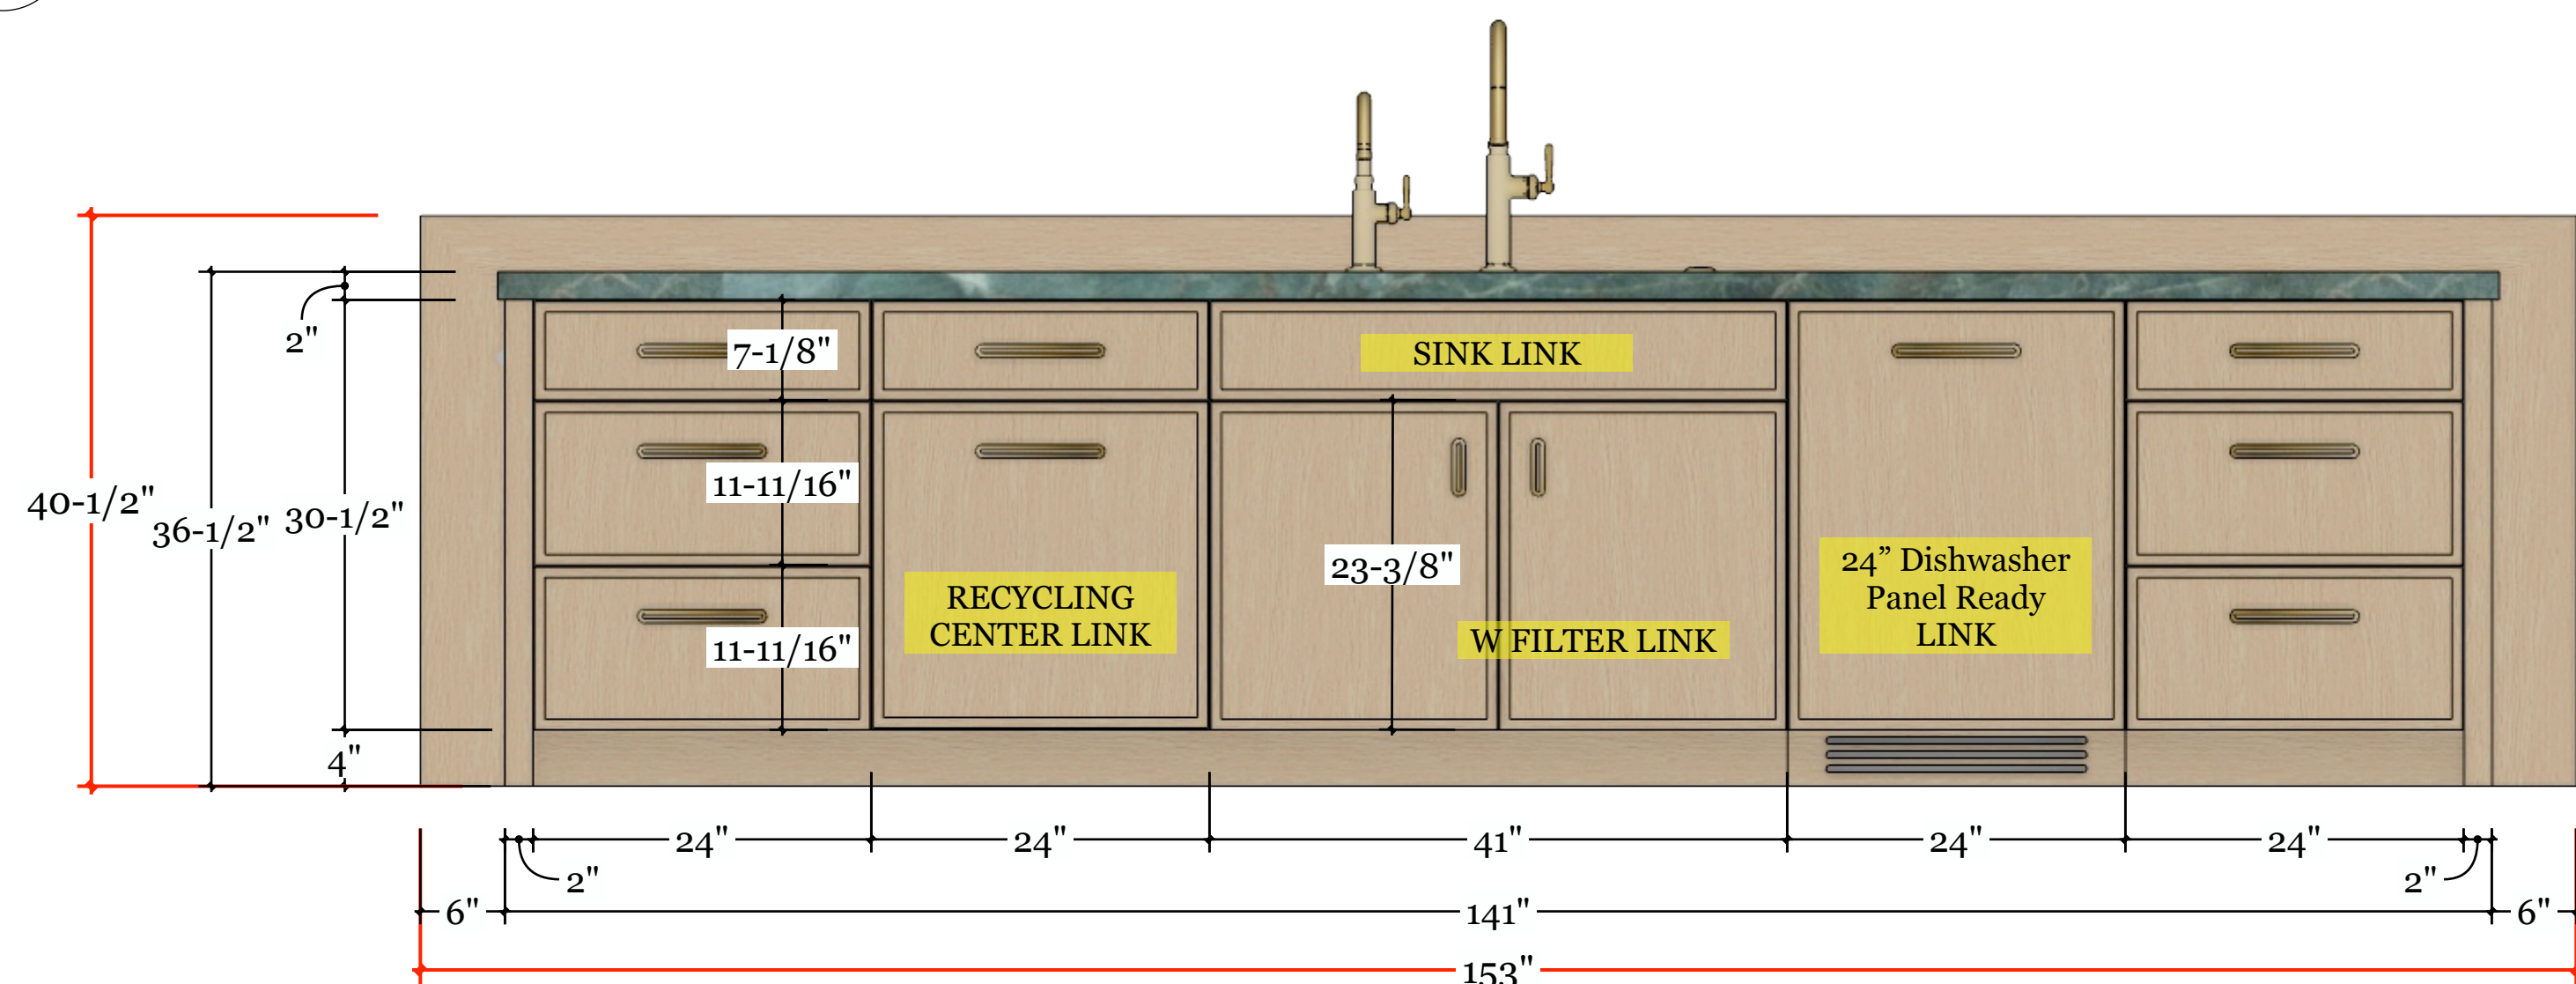 2"
7-1/8"
SINK LINK
40-1/2"
36-1/2"
30-1/2"
11-11/16"
23-3/8"
24” Dishwasher
Panel Ready
LINK
RECYCLING
CENTER LINK
11-11/16"
W FILTER LINK
4"
24"
24"
41"
24"
24"
2"
2"
6"
141"
6"
153"